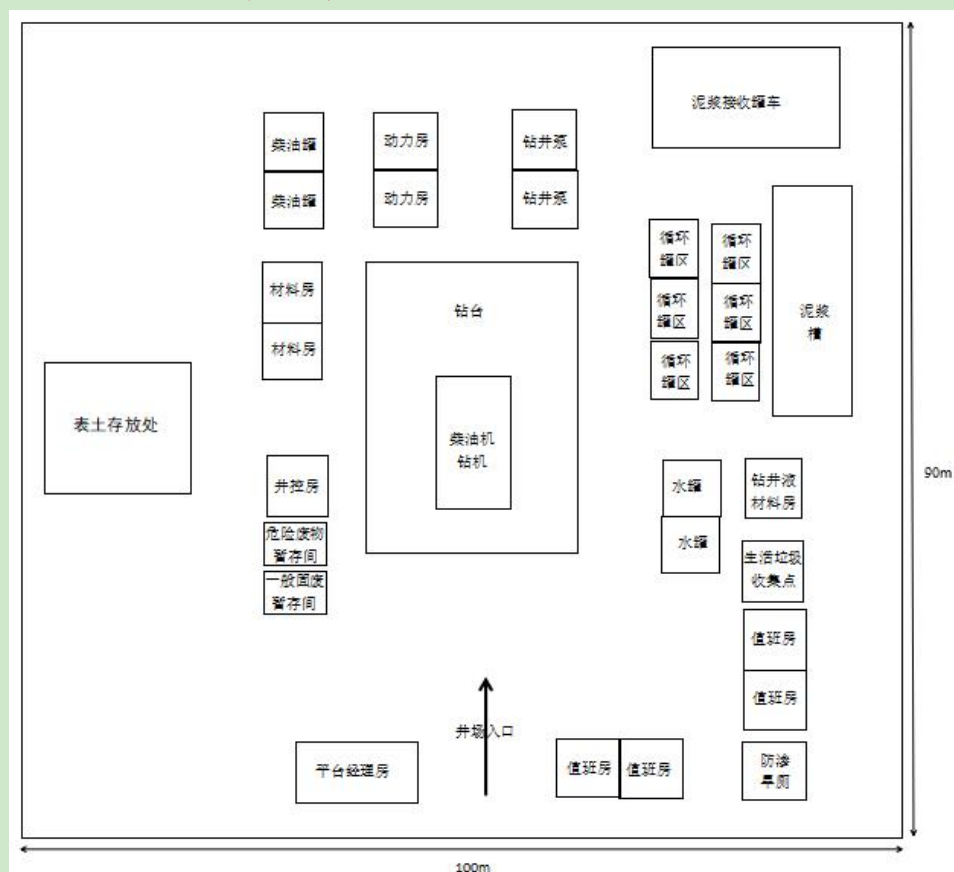 泥浆接收罐车
柴油罐
动力房
钻井泵
柴油罐
动力房
钻井泵
循环
罐区
循环
罐区
材料房
钻台
循环
罐区
循环
罐区
泥浆
槽
材料房
循环
罐区
循环
罐区
表土存放处
柴油机
钻机
井控房
水罐
钻井液
材料房
90m
危险废物
暂存间
水罐
生活垃圾
收集点
一般固废
暂存间
值班房
值班房
井场入口
平台经理房
值班房
值班房
防渗
旱厕
100m